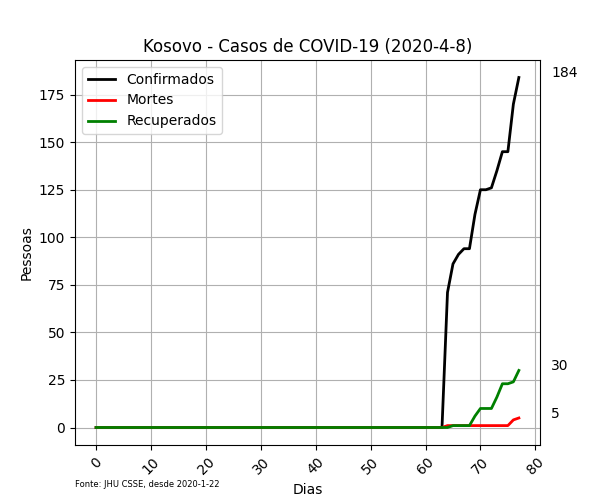 Kosovo - Casos de COVID-19 (2020-4-8)
Confirmados
Mortes
Recuperados
184
30
5
175
150
125
100
75
50
25
0
Pessoas
0 10 20 30 40 50 60 70 80
Fonte: JHU CSSE, desde 2020-1-22
Dias